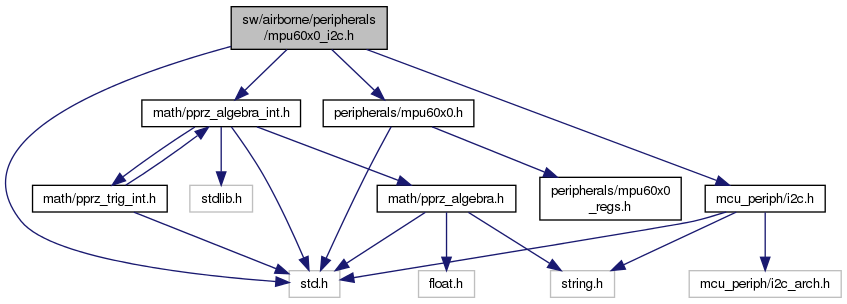 sw/airborne/peripherals
/mpu60x0_i2c.h
math/pprz_algebra_int.h
peripherals/mpu60x0.h
math/pprz_trig_int.h
stdlib.h
math/pprz_algebra.h
peripherals/mpu60x0
_regs.h
mcu_periph/i2c.h
std.h
float.h
string.h
mcu_periph/i2c_arch.h